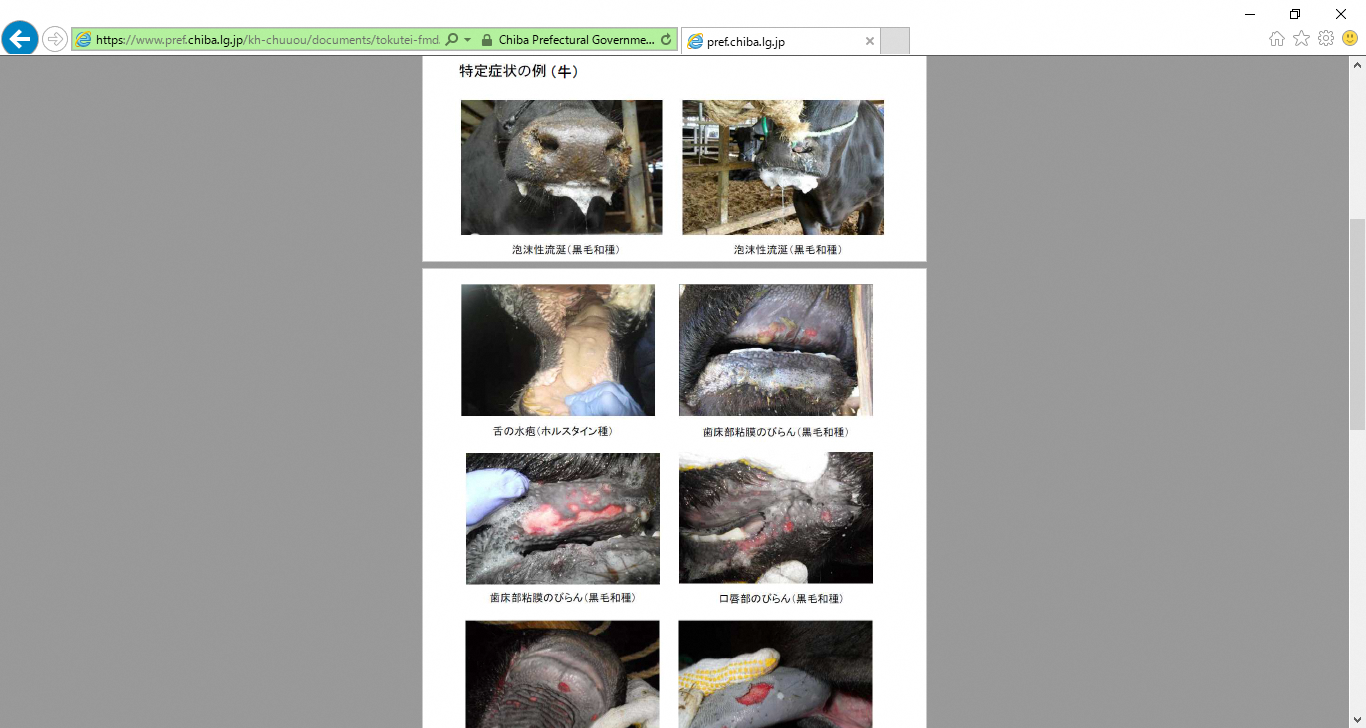 https://www.pref.chiba.lg.jp/kh-chuuou/documents/tokutei-fmd.
Chiba Prefectural Governme...
pref.chiba.lg.jp
特定症状の例（牛）
泡沫性流涎（黒毛和種）
泡沫性流涎（黒毛和種）
舌の水疱（ホルスタイン種）
歯床部粘膜のびらん（黒毛和種）
歯床部粘膜のびらん（黒毛和種）
口唇部のびらん（黒毛和種）